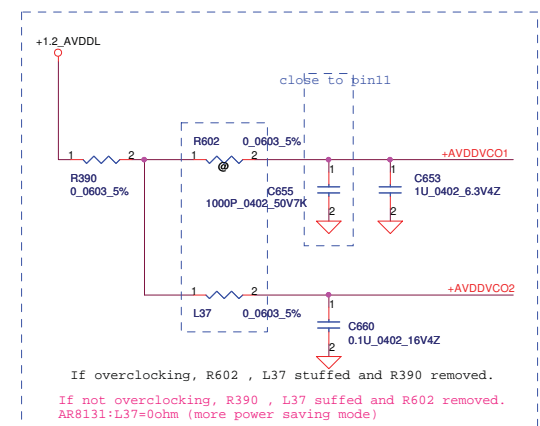 +1.2_AVDDL
close to pin11
R602 0_0603_5%
1 2 1 2
@
+AVDDVCO1
R390
0_0603_5%
C655
1000P_0402_50V7K
1
2
C653
1U_0402_6.3V4Z
1
2
1 2
+AVDDVCO2
L37 0_0603_5%
1
2
C660
0.1U_0402_16V4Z
If overclocking, R602 , L37 stuffed and R390 removed.
If not overclocking, R390 , L37 suffed and R602 removed.
AR8131:L37=0ohm (more power saving mode)